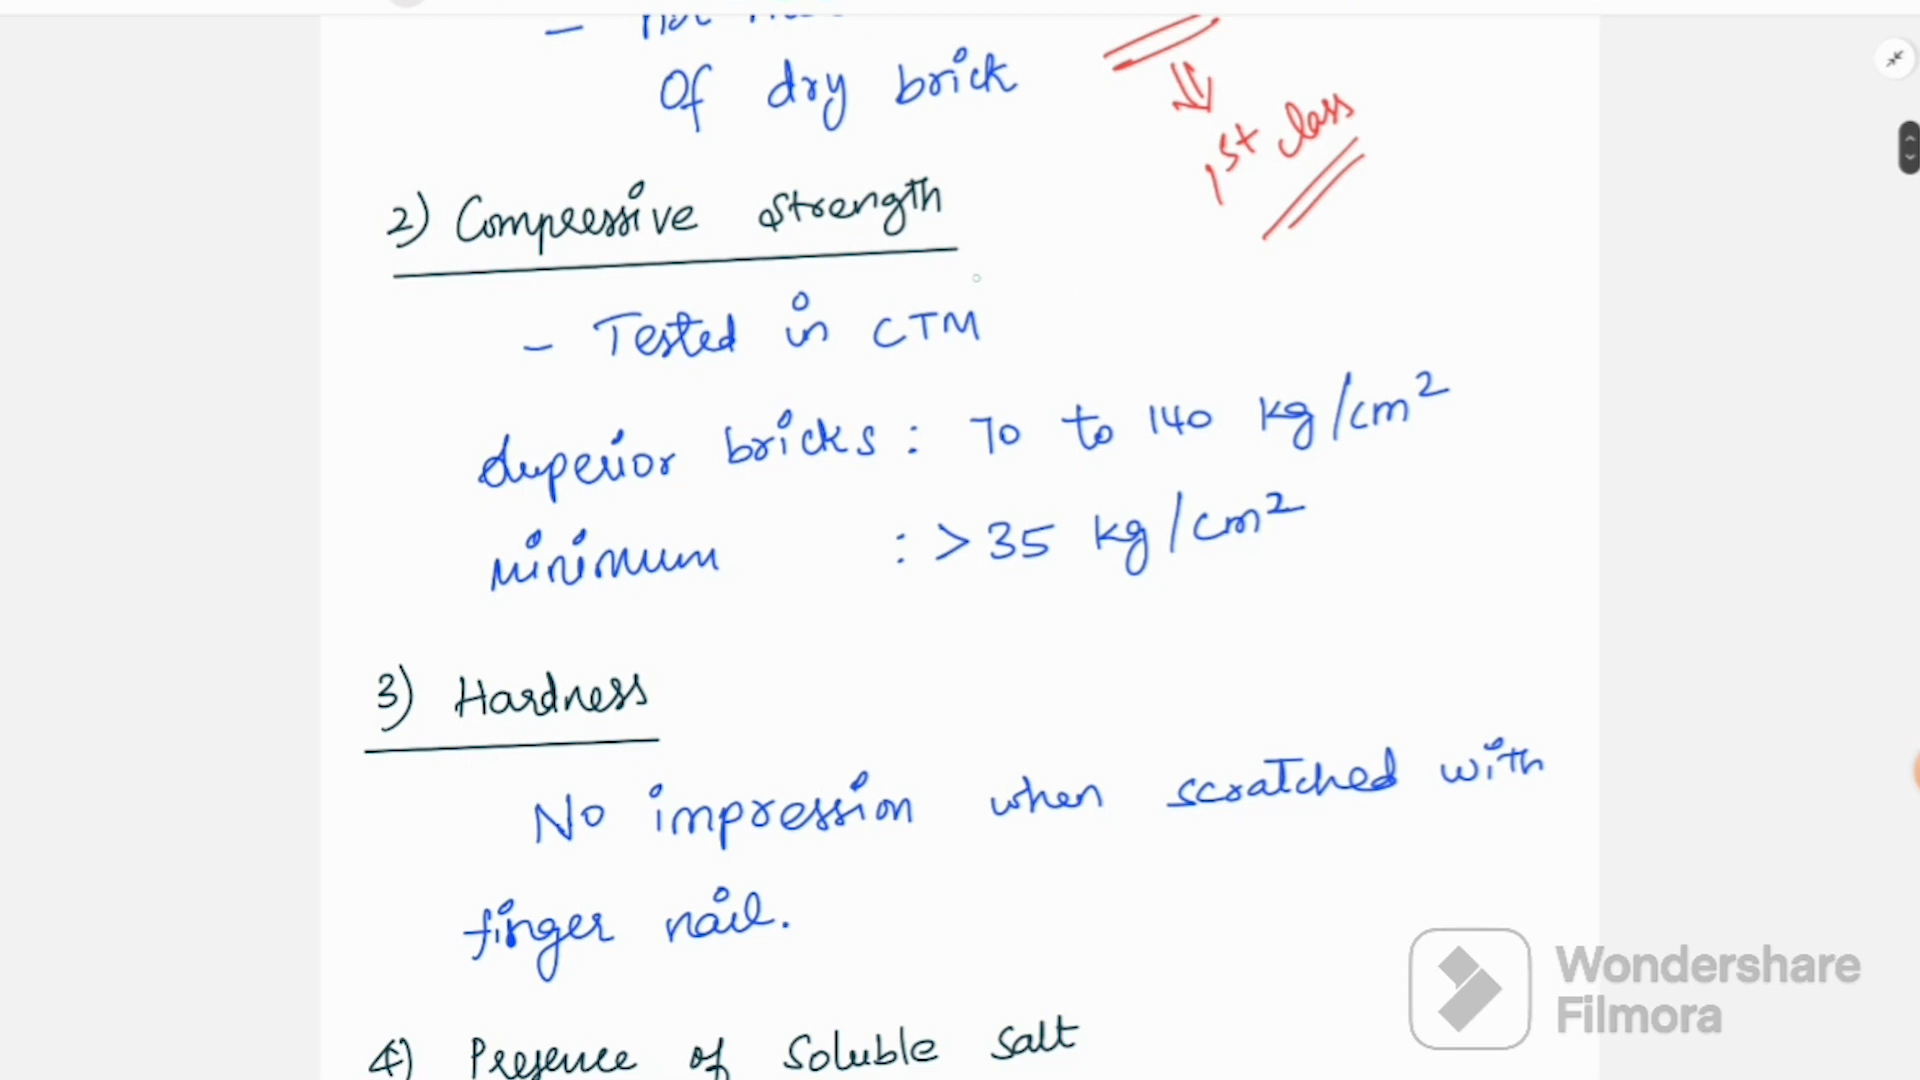 - not
Of dry brick
1st class
2) Compressive strength
- Tested in CTM
superior bricks : 70 to 140 kg/cm²
minimum : > 35 kg/cm²
3) Hardness
No impression when scratched with
finger nail.
4) Presence of soluble salt
Wondershare
Filmora